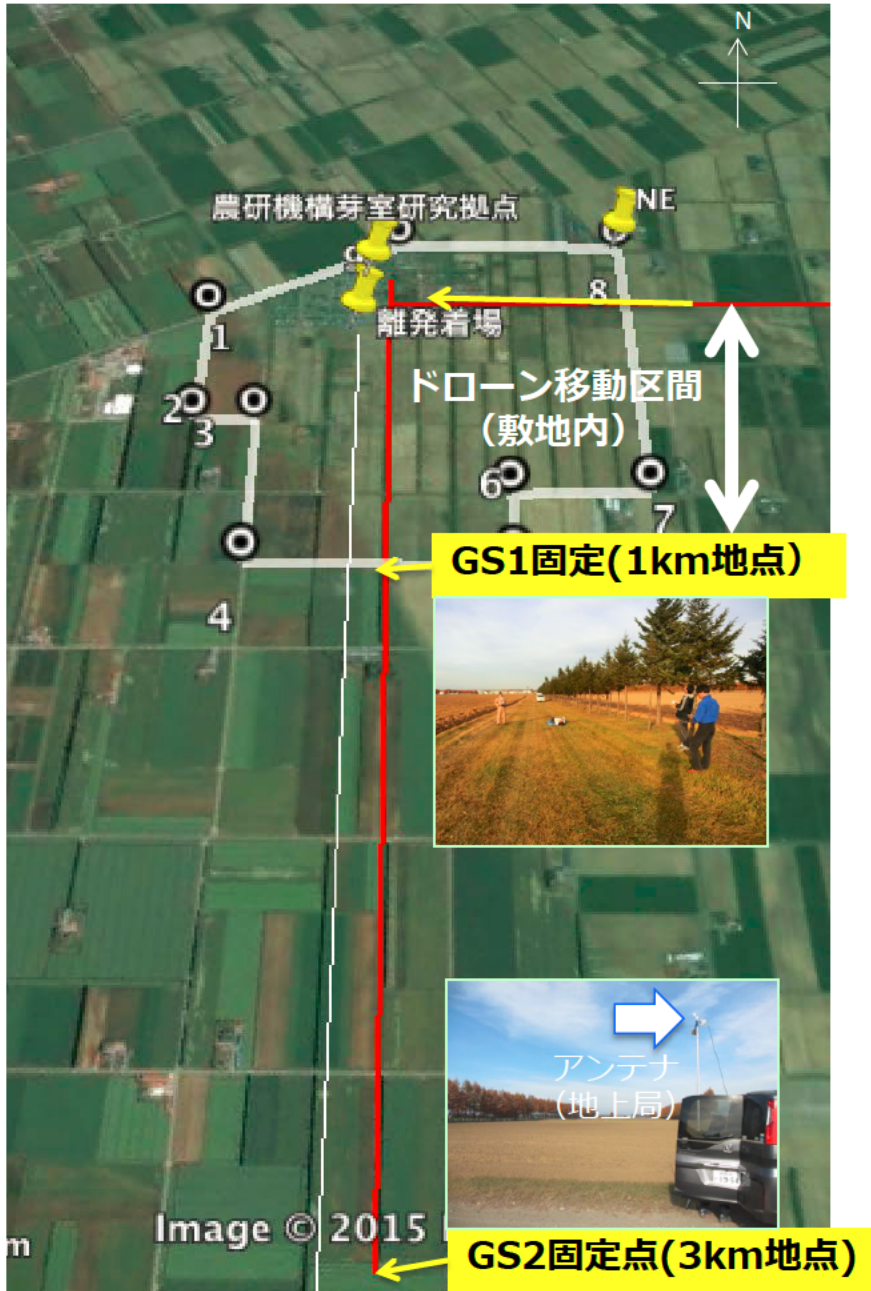 N
農研機構芽室研究拠点
NE
9
8
離発着場
1
ドローン移動区間
（敷地内）
2
3
6
7
GS1固定(1km地点）
4
アンテナ
(地上局)
Image © 2015
m
GS2固定点(3km地点)